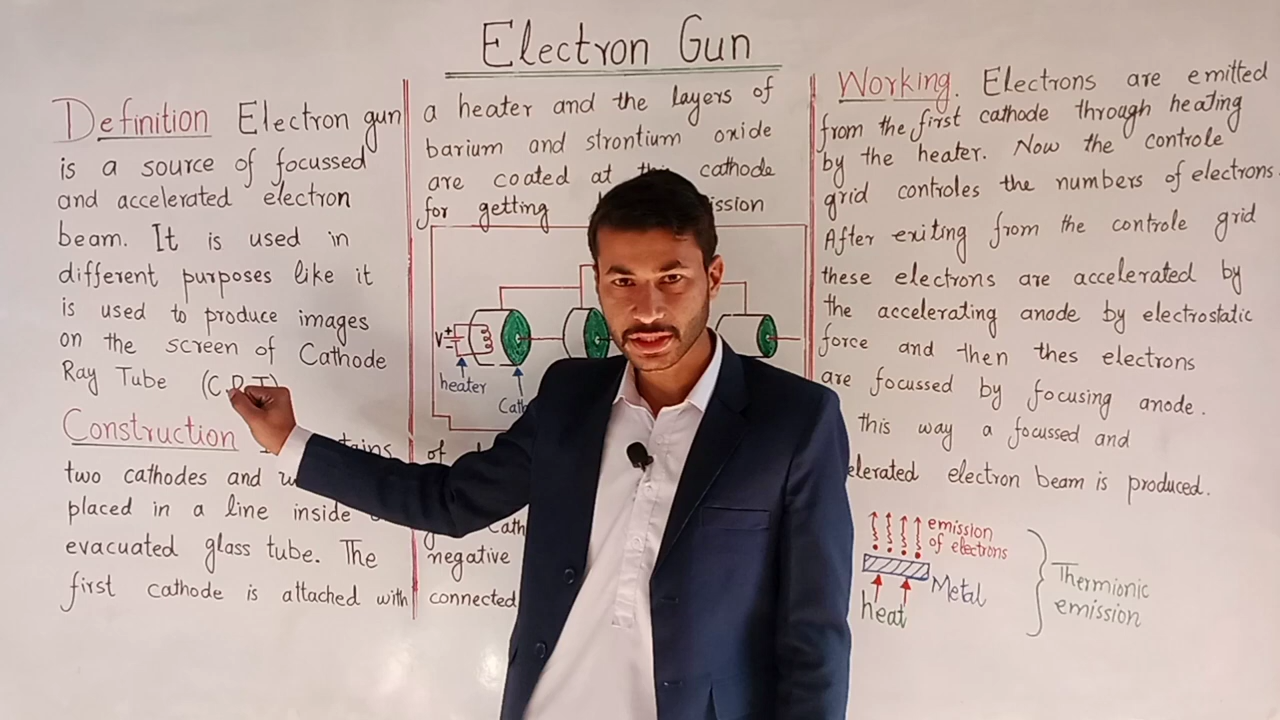 Electron Gun
Definition Electron gun
is a source of focussed
and accelerated electron
beam. It is used in
different purposes like it
is used to produce images
on the screen of Cathode
Ray Tube (C.R.T)
Construction
two cathodes and
placed in a line inside
evacuated glass tube. The
first cathode is attached with
a heater and the layers of
barium and strontium oxide
are coated at this cathode
for getting
V
+
heater
of
negative
connected
Working. Electrons are emitted
from the first cathode through heating
by the heater. Now the controle
grid controles the numbers of electrons.
After exiting from the controle grid
these electrons are accelerated by
the accelerating anode by electrostatic
force and then thes electrons
are focussed by focusing anode.
this way a focussed and
electron beam is produced.
emission
of electrons
Metal
heat
Thermionic
emission